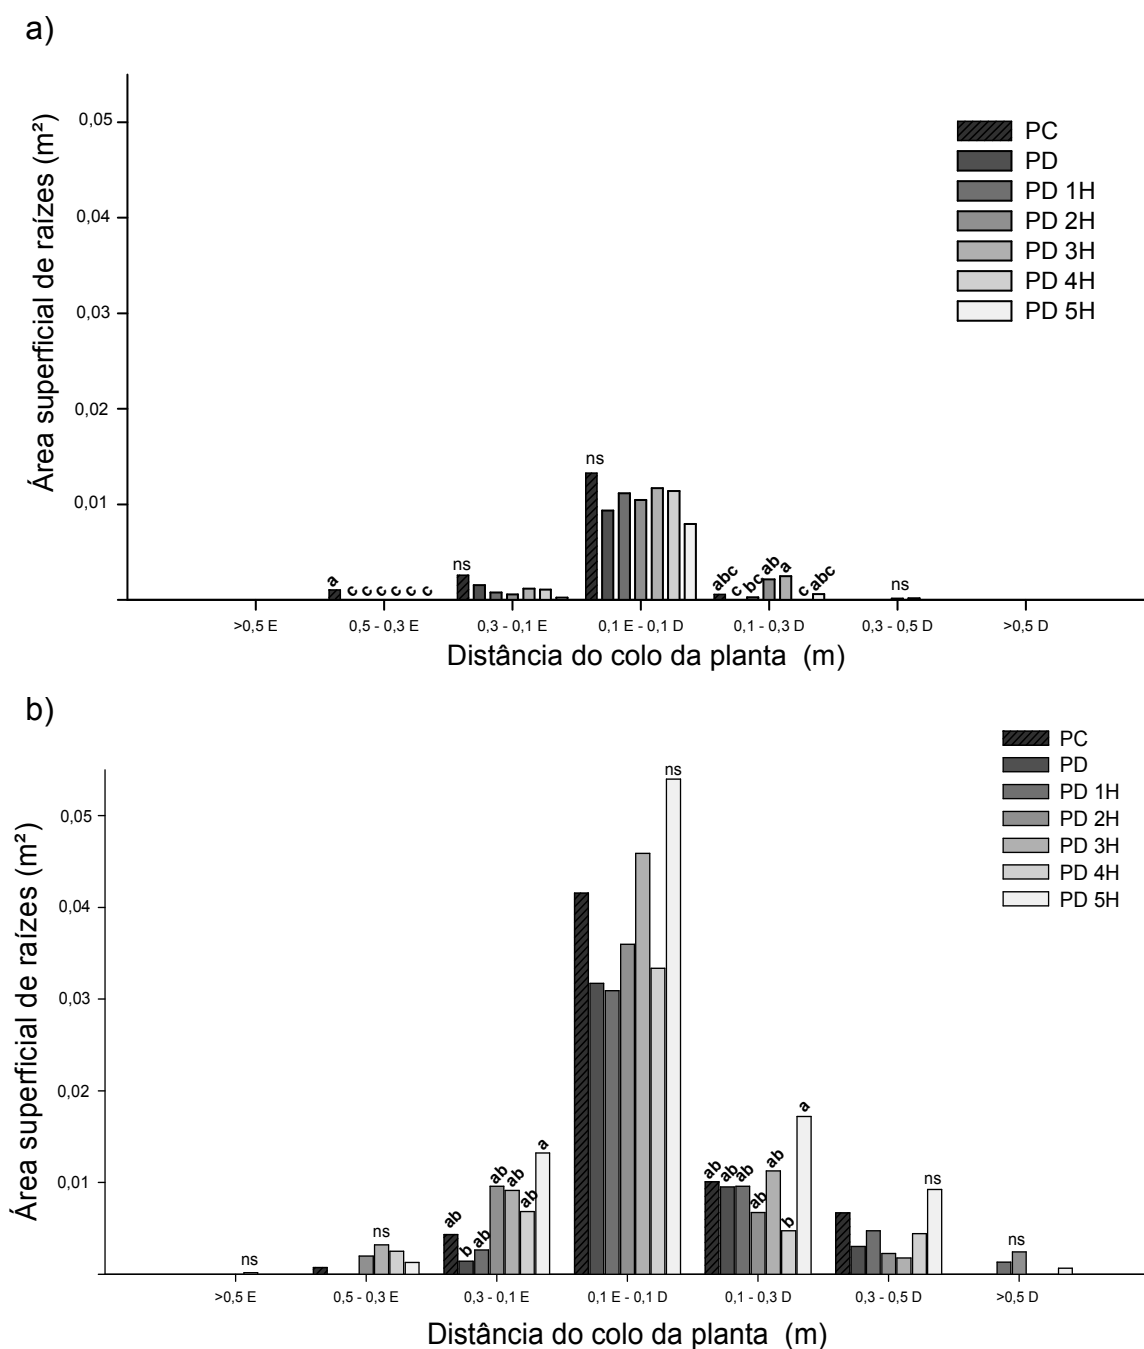 a)
Área superficial de raízes (m²)
0,05
0,04
0,03
0,02
0,01
PC
PD
PD 1H
PD 2H
PD 3H
PD 4H
PD 5H
a c c c c c c
ns
ns
abc c bc ab a c abc
ns
>0,5 E 0,5 - 0,3 E 0,3 - 0,1 E 0,1 E - 0,1 D 0,1 - 0,3 D 0,3 - 0,5 D >0,5 D
Distância do colo da planta (m)
b)
Área superficial de raízes (m²)
0,05
0,04
0,03
0,02
0,01
PC
PD
PD 1H
PD 2H
PD 3H
PD 4H
PD 5H
ns
ns
ab b ab ab ab ab a
ns
ab ab ab ab ab b a
ns
ns
>0,5 E 0,5 - 0,3 E 0,3 - 0,1 E 0,1 E - 0,1 D 0,1 - 0,3 D 0,3 - 0,5 D >0,5 D
Distância do colo da planta (m)